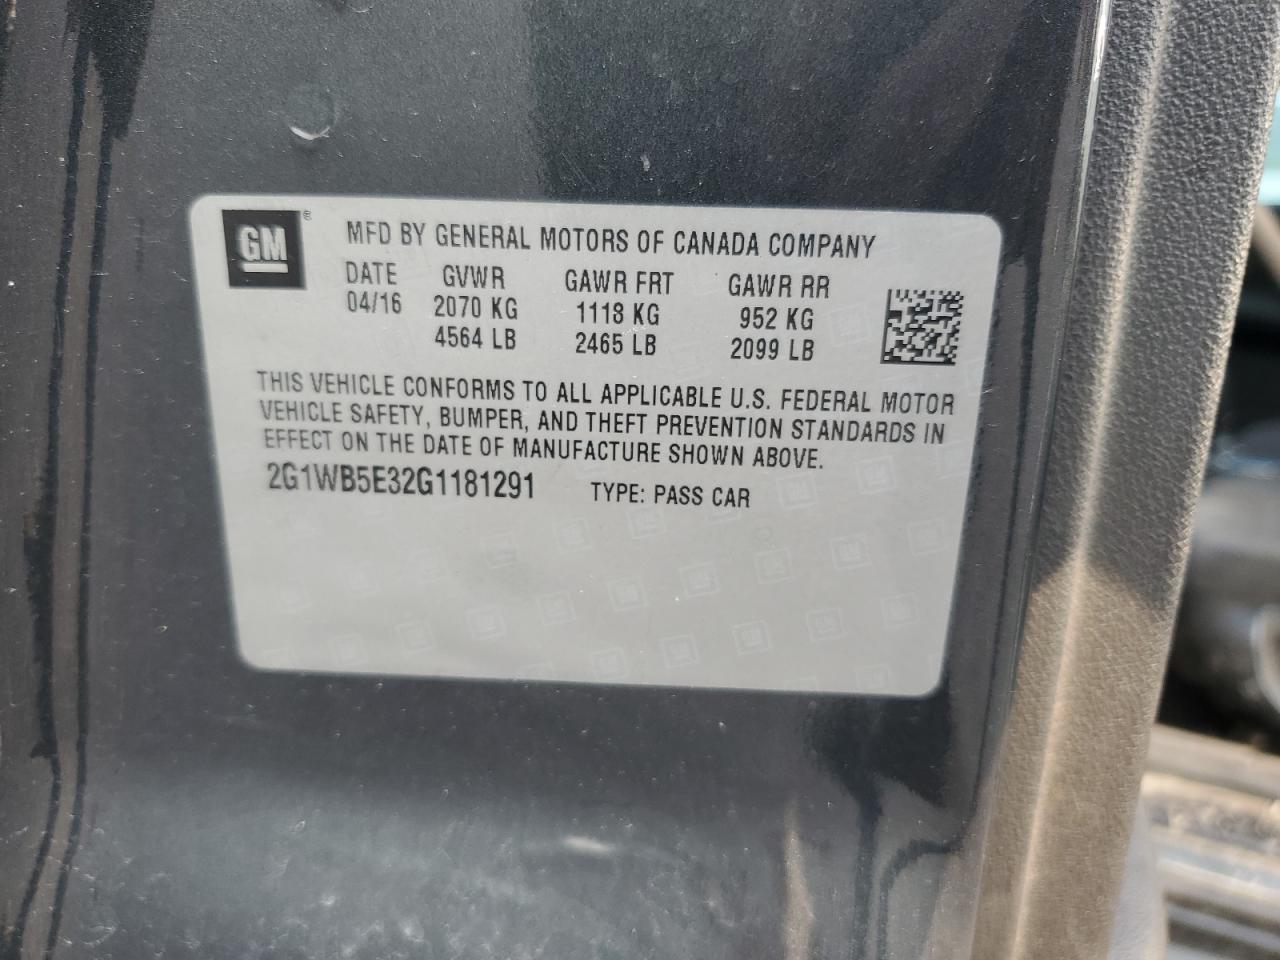 GM ®
MFD BY GENERAL MOTORS OF CANADA COMPANY
DATE GVWR GAWR FRT GAWR RR
04/16 2070 KG 1118 KG 952 KG
4564 LB 2465 LB 2099 LB
THIS VEHICLE CONFORMS TO ALL APPLICABLE U.S. FEDERAL MOTOR
VEHICLE SAFETY, BUMPER, AND THEFT PREVENTION STANDARDS IN
EFFECT ON THE DATE OF MANUFACTURE SHOWN ABOVE.
2G1WB5E32G1181291 TYPE: PASS CAR